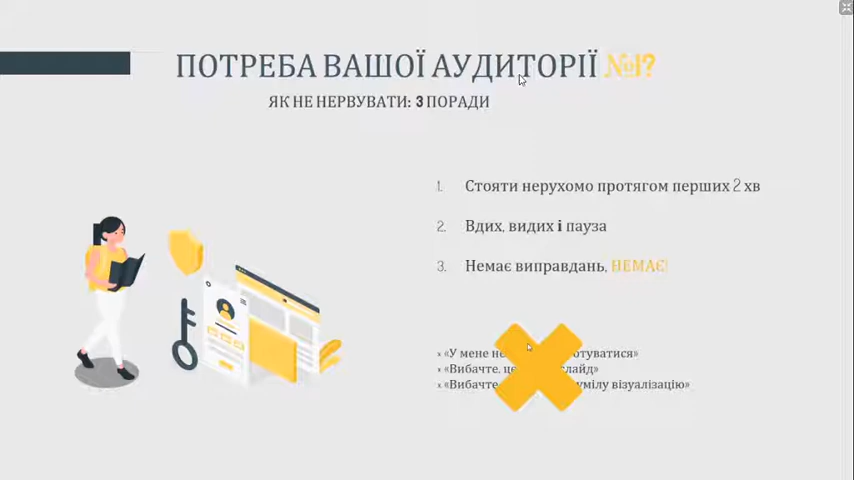 ПОТРЕБА ВАШОЇ АУДИТОРІЇ №1?
ЯК НЕ НЕРВУВАТИ: 3 ПОРАДИ
1. Стояти нерухомо протягом перших 2 хв
2. Вдих, видих і пауза
3. Немає виправдань, НЕМАЄ!
x «У мене не отуватися»
x «Вибачте, це слайд»
x «Вибачте умілу візуалізацію»